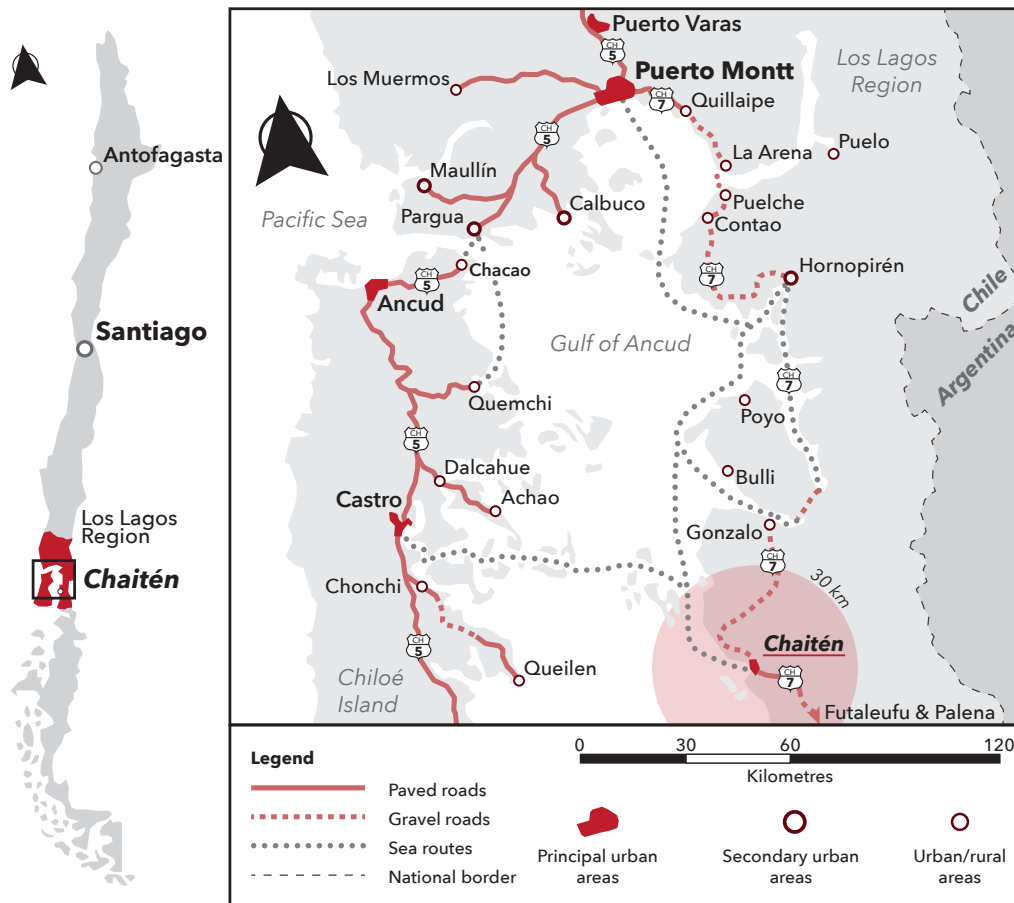 Antofagasta
Santiago
Los Lagos
Region
Chaitén
Puerto Varas
CH
5
Los Muermos
Puerto Montt
Los Lagos
Region
CH
7
Quillaipe
CH
5
Puelo
La Arena
Maullín
Puelche
Calbuco
Pacific Sea
Pargua
Contao
Chacao
CH
5
CH
7
Hornopirén
Ancud
Chile
Argentina
Gulf of Ancud
CH
7
Quemchi
Poyo
CH
5
Dalcahue
Bulli
Achao
Castro
Gonzalo
CH
7
30 km
Chonchi
CH
5
Chaitén
CH
7
Queilen
Chiloé
Island
Futaleufu & Palena
Legend
Paved roads
Gravel roads
Sea routes
National border
0
30
60
120
Kilometres
Principal urban
areas
Secondary urban
areas
Urban/rural
areas